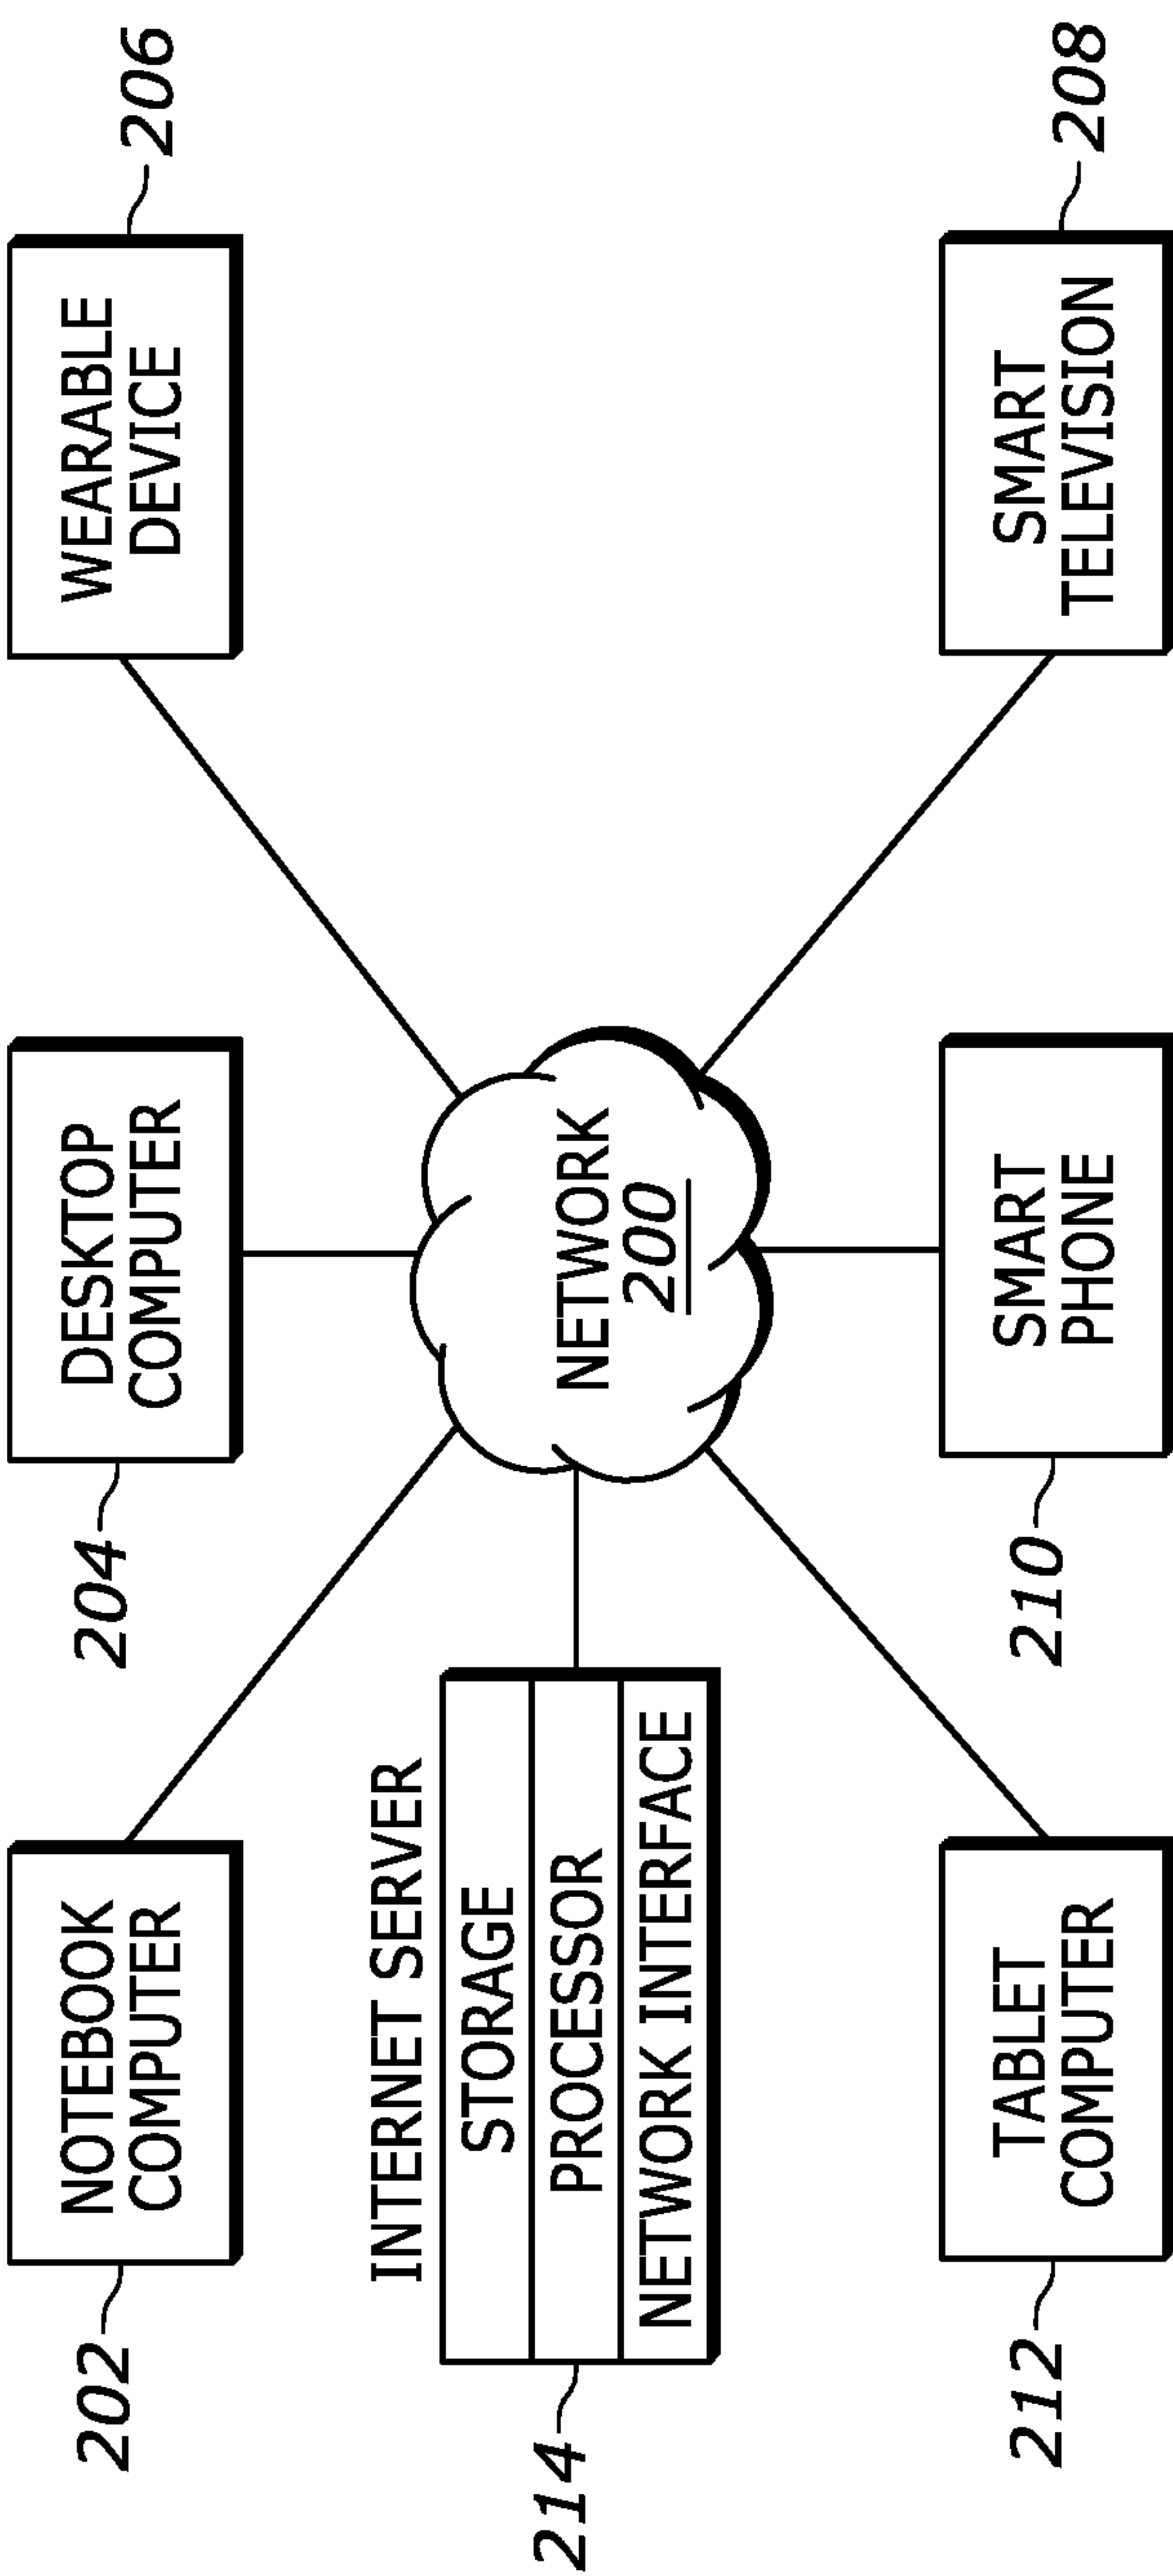 202
NOTEBOOK
COMPUTER
204
DESKTOP
COMPUTER
WEARABLE
DEVICE
206
INTERNET SERVER
214
STORAGE
PROCESSOR
NETWORK INTERFACE
NETWORK
200
212
TABLET
COMPUTER
210
SMART
PHONE
SMART
TELEVISION
208